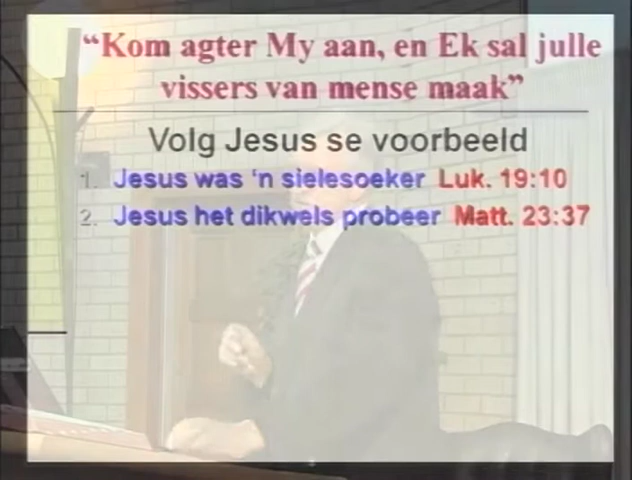 “Kom agter My aan, en Ek sal julle
vissers van mense maak”
Volg Jesus se voorbeeld
1. Jesus was ‘n sielesoeker Luk. 19:10
2. Jesus het dikwels probeer Matt. 23:37